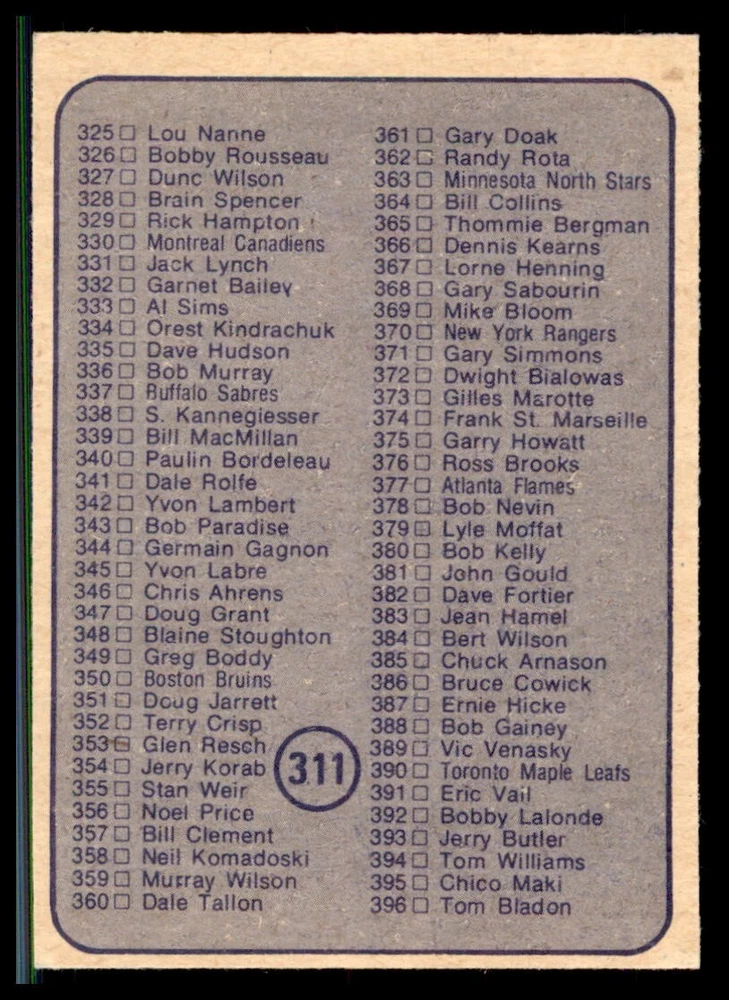 325 □ Lou Nanne
326 □ Bobby Rousseau
327 □ Dunc Wilson
328 □ Brain Spencer
329 □ Rick Hampton
330 □ Montreal Canadiens
331 □ Jack Lynch
332 □ Garnet Bailey
333 □ Al Sims
334 □ Orest Kindrachuk
335 □ Dave Hudson
336 □ Bob Murray
337 □ Buffalo Sabres
338 □ S. Kannegiesser
339 □ Bill MacMillan
340 □ Paulin Bordeleau
341 □ Dale Rolfe
342 □ Yvon Lambert
343 □ Bob Paradise
344 □ Germain Gagnon
345 □ Yvon Labre
346 □ Chris Ahrens
347 □ Doug Grant
348 □ Blaine Stoughton
349 □ Greg Boddy
350 □ Boston Bruins
351 □ Doug Jarrett
352 □ Terry Crisp
353 □ Glen Resch
354 □ Jerry Korab
355 □ Stan Weir
356 □ Noel Price
357 □ Bill Clement
358 □ Neil Komadoski
359 □ Murray Wilson
360 □ Dale Tallon
311
361 □ Gary Doak
362 □ Randy Rota
363 □ Minnesota North Stars
364 □ Bill Collins
365 □ Thommie Bergman
366 □ Dennis Kearns
367 □ Lorne Henning
368 □ Gary Sabourin
369 □ Mike Bloom
370 □ New York Rangers
371 □ Gary Simmons
372 □ Dwight Bialowas
373 □ Gilles Marotte
374 □ Frank St. Marseille
375 □ Garry Howatt
376 □ Ross Brooks
377 □ Atlanta Flames
378 □ Bob Nevin
379 □ Lyle Moffat
380 □ Bob Kelly
381 □ John Gould
382 □ Dave Fortier
383 □ Jean Hamel
384 □ Bert Wilson
385 □ Chuck Arnason
386 □ Bruce Cowick
387 □ Ernie Hicke
388 □ Bob Gainey
389 □ Vic Venasky
390 □ Toronto Maple Leafs
391 □ Eric Vail
392 □ Bobby Lalonde
393 □ Jerry Butler
394 □ Tom Williams
395 □ Chico Maki
396 □ Tom Bladon